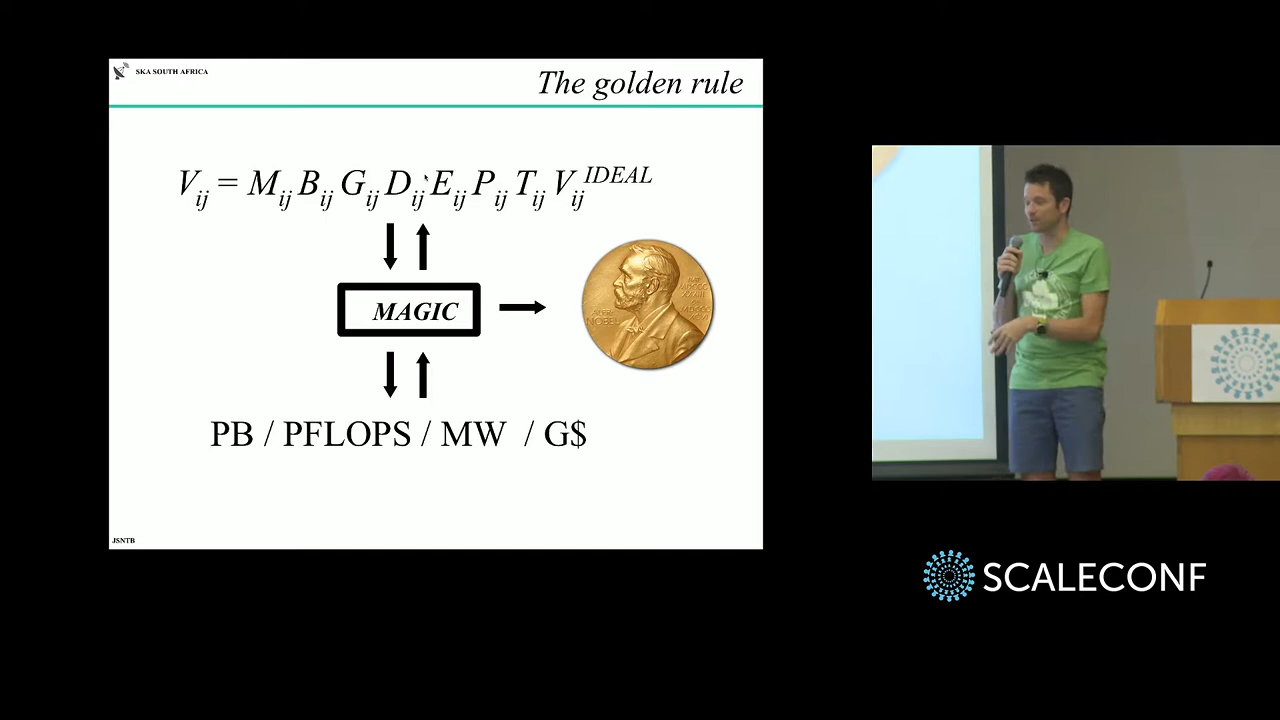 SKA SOUTH AFRICA
The golden rule
V_ij = M_ij B_ij G_ij D_ij E_ij P_ij T_ij V_ij^IDEAL
MAGIC
PB / PFLOPS / MW / G$
JSNTB
SCALECONF